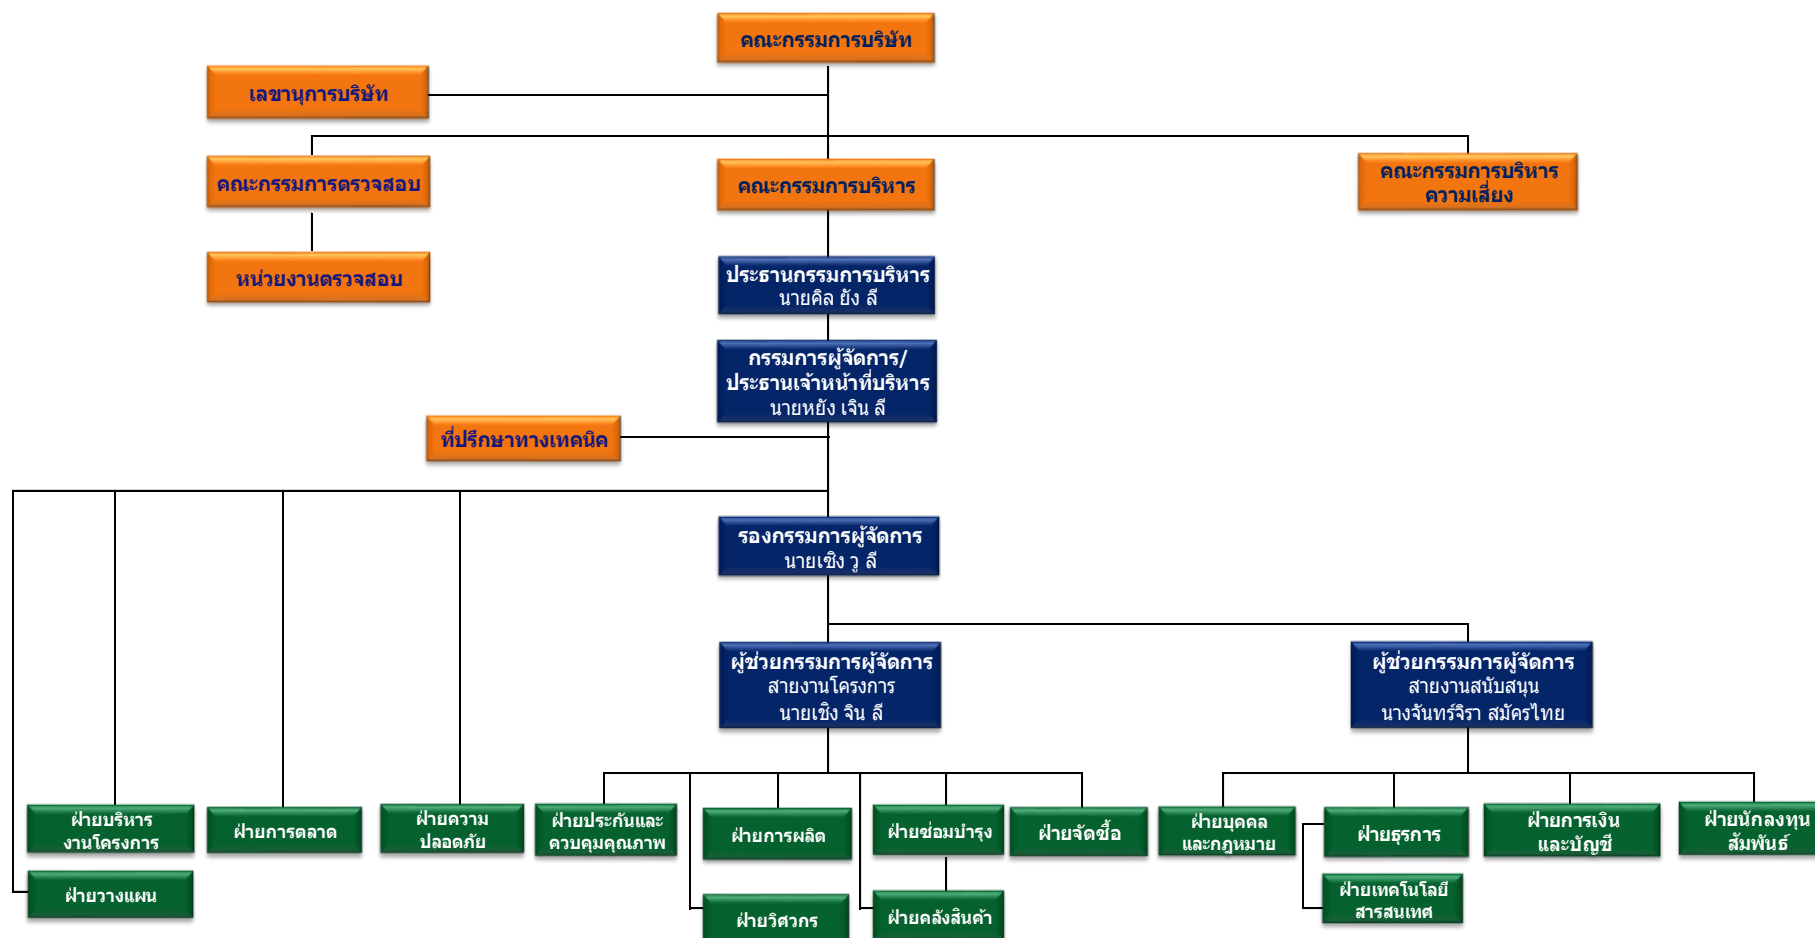 คณะกรรมการบริษัท
เลขานุการบริษัท
คณะกรรมการตรวจสอบ
คณะกรรมการบริหาร
คณะกรรมการบริหาร
ความเสี่ยง
หน่วยงานตรวจสอบ
ประธานกรรมการบริหาร
นายคิล ยัง ลี
กรรมการผู้จัดการ/
ประธานเจ้าหน้าที่บริหาร
นายหยัง เจิน ลี
ที่ปรึกษาทางเทคนิค
รองกรรมการผู้จัดการ
นายเซิง วู ลี
ผู้ช่วยกรรมการผู้จัดการ
สายงานโครงการ
นายเชิง จิน ลี
ผู้ช่วยกรรมการผู้จัดการ
สายงานสนับสนุน
นางจันทร์จิรา สมัครไทย
ฝ่ายบริหาร
งานโครงการ
ฝ่ายการตลาด
ฝ่ายความ
ปลอดภัย
ฝ่ายประกันและ
ควบคุมคุณภาพ
ฝ่ายการผลิต
ฝ่ายซ่อมบำรุง
ฝ่ายจัดซื้อ
ฝ่ายบุคคล
และกฎหมาย
ฝ่ายธุรการ
ฝ่ายการเงิน
และบัญชี
ฝ่ายนักลงทุน
สัมพันธ์
ฝ่ายวางแผน
ฝ่ายวิศวกร
ฝ่ายคลังสินค้า
ฝ่ายเทคโนโลยี
สารสนเทศ